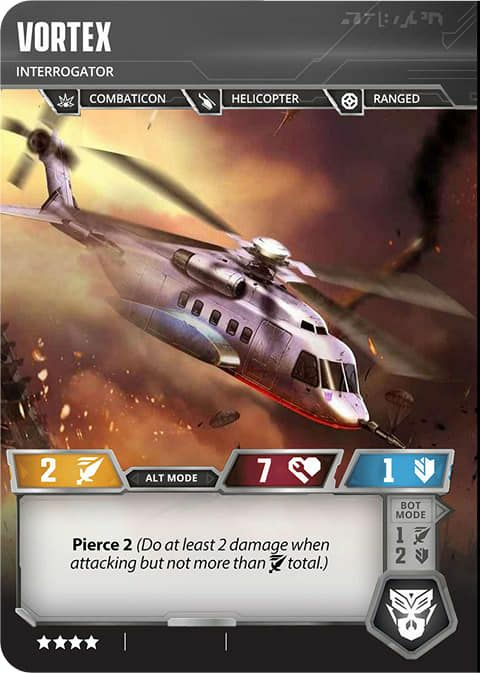 VORTEX
INTERROGATOR
COMBATICON HELICOPTER RANGED
2 ALT MODE 7 1
BOT
MODE
1
2
Pierce 2 (Do at least 2 damage when
attacking but not more than total.)